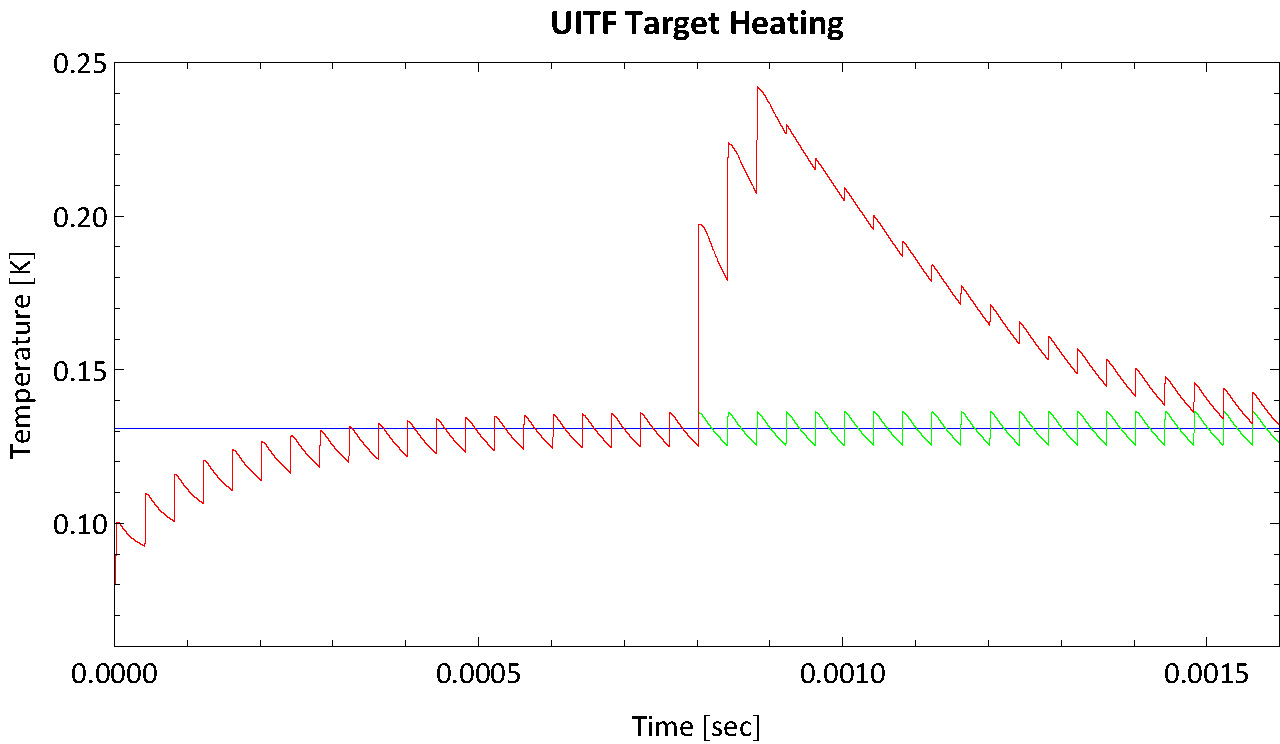 UITF Target Heating
0.25
0.20
0.15
0.10
Temperature [K]
0.0000 0.0005 0.0010 0.0015
Time [sec]